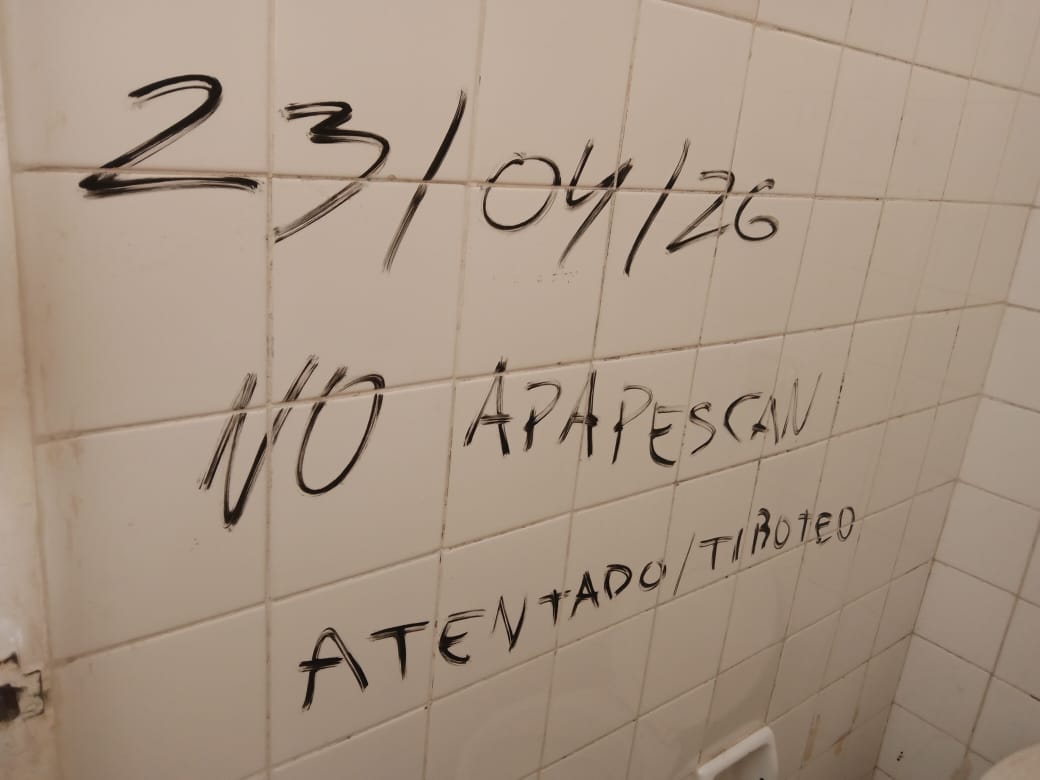 23/04/26
NO APAPESCAN
ATENTADO/TIROTEO